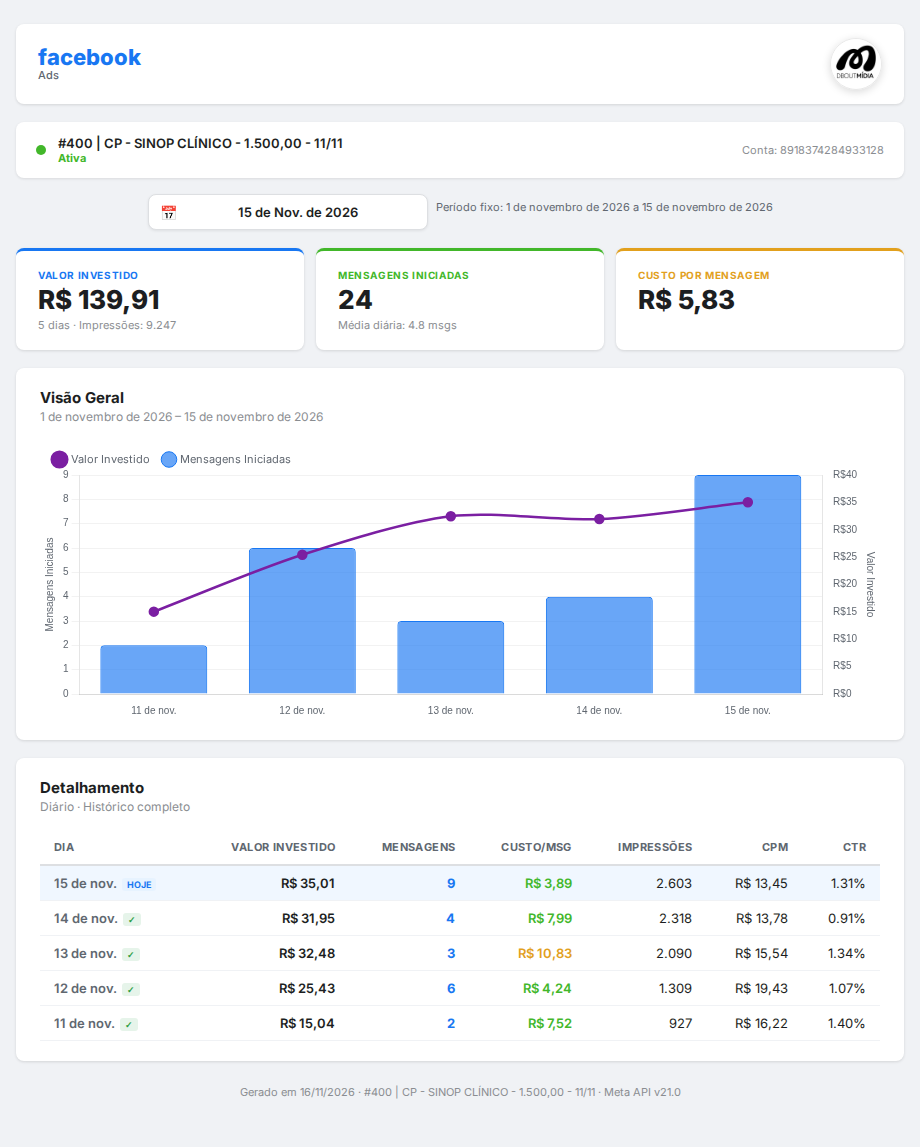 facebook
Ads
DBOUTMÍDIA
#400 | CP - SINOP CLÍNICO - 1.500,00 - 11/11
Ativa
Conta: 8918374284933128
15 de Nov. de 2026
Período fixo: 1 de novembro de 2026 a 15 de novembro de 2026
VALOR INVESTIDO
R$ 139,91
5 dias · Impressões: 9.247
MENSAGENS INICIADAS
24
Média diária: 4.8 msgs
CUSTO POR MENSAGEM
R$ 5,83
Visão Geral
1 de novembro de 2026 – 15 de novembro de 2026
Valor Investido Mensagens Iniciadas
Mensagens Iniciadas
9
8
7
6
5
4
3
2
1
0
R$40
R$35
R$30
R$25
R$20
R$15
R$10
R$5
R$0
Valor Investido
11 de nov. 12 de nov. 13 de nov. 14 de nov. 15 de nov.
Detalhamento
Diário · Histórico completo
DIA VALOR INVESTIDO MENSAGENS CUSTO/MSG IMPRESSÕES CPM CTR
15 de nov. HOJE R$ 35,01 9 R$ 3,89 2.603 R$ 13,45 1.31%
14 de nov. ✓ R$ 31,95 4 R$ 7,99 2.318 R$ 13,78 0.91%
13 de nov. ✓ R$ 32,48 3 R$ 10,83 2.090 R$ 15,54 1.34%
12 de nov. ✓ R$ 25,43 6 R$ 4,24 1.309 R$ 19,43 1.07%
11 de nov. ✓ R$ 15,04 2 R$ 7,52 927 R$ 16,22 1.40%
Gerado em 16/11/2026 · #400 | CP - SINOP CLÍNICO - 1.500,00 - 11/11 · Meta API v21.0